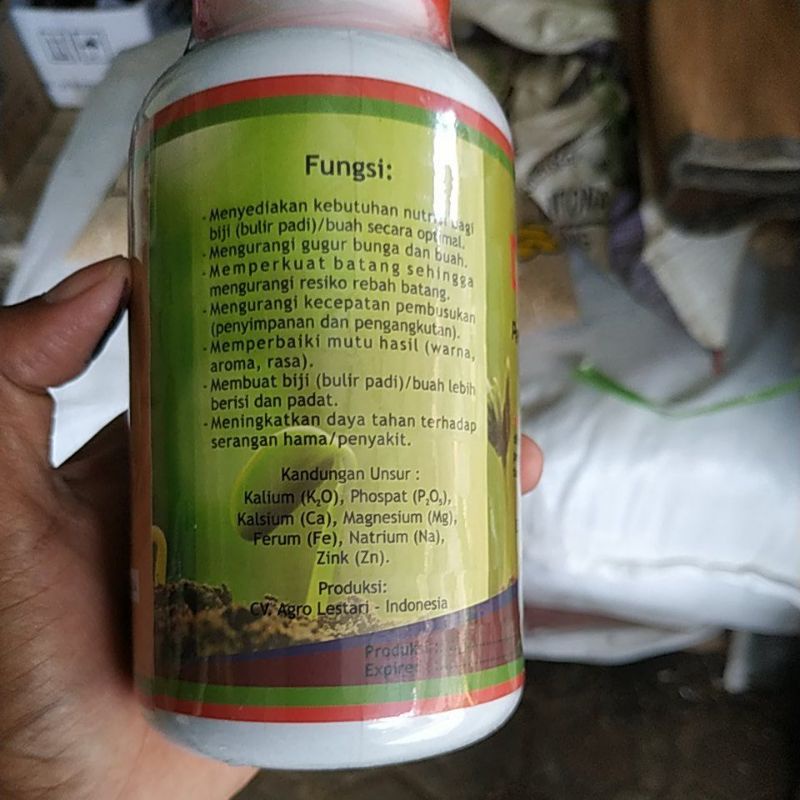 Fungsi:
- Menyediakan kebutuhan nutrisi bagi
biji (bulir padi)/buah secara optimal.
- Mengurangi gugur bunga dan buah.
- Memperkuat batang sehingga
mengurangi resiko rebah batang.
- Mengurangi kecepatan pembusukan
(penyimpanan dan pengangkutan).
- Memperbaiki mutu hasil (warna,
aroma, rasa).
- Membuat biji (bulir padi)/buah lebih
berisi dan padat.
- Meningkatkan daya tahan terhadap
serangan hama/penyakit.
Kandungan Unsur :
Kalium (K₂O), Phospat (P₂O₅),
Kalsium (Ca), Magnesium (Mg),
Ferum (Fe), Natrium (Na),
Zink (Zn).
Produksi:
CV. Agro Lestari - Indonesia
Produksi :
Expired :